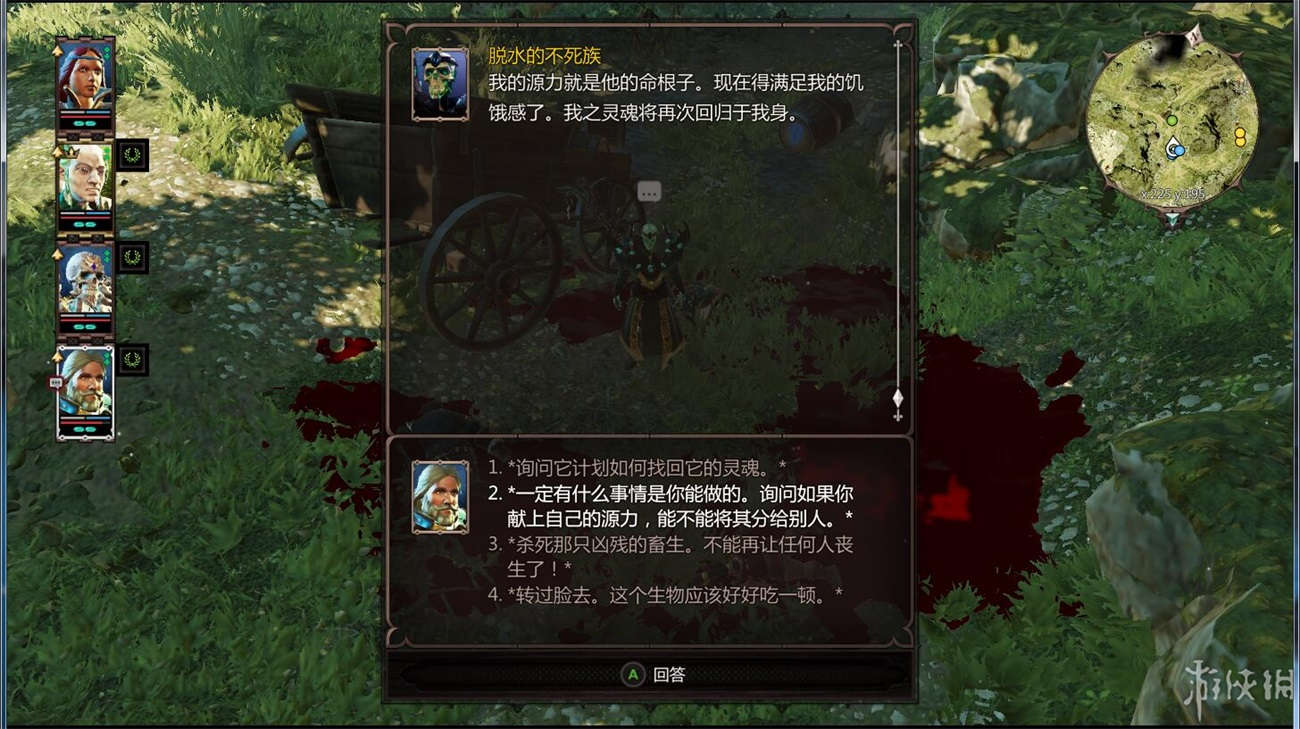 脱水的不死族
我的源力就是他的命根子。现在得满足我的饥
饿感了。我之灵魂将再次回归于我身。
...
x:225 y:195
1. *询问它计划如何找回它的灵魂。*
2. *一定有什么事情是你能做的。询问如果你
献上自己的源力，能不能将其分给别人。*
3. *杀死那只凶残的畜生。不能再让任何人丧
生了！*
4. *转过脸去。这个生物应该好好吃一顿。*
A 回答
游侠网